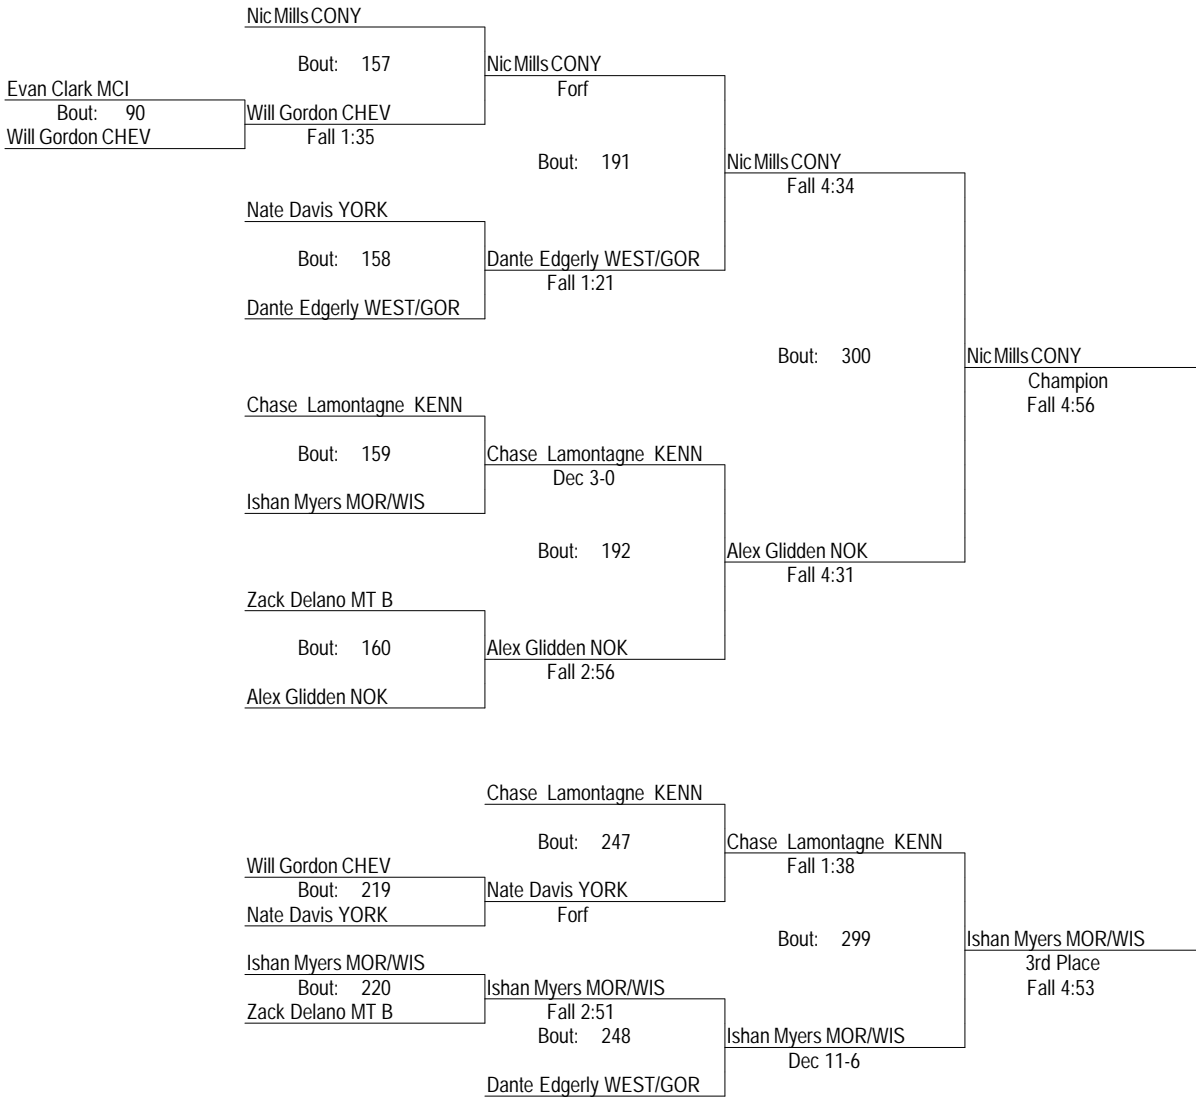 Nic Mills CONY
Bout: 157
Nic Mills CONY
Forf
Evan Clark MCI
Bout: 90
Will Gordon CHEV
Will Gordon CHEV
Fall 1:35
Bout: 191
Nic Mills CONY
Fall 4:34
Nate Davis YORK
Bout: 158
Dante Edgerly WEST/GOR
Fall 1:21
Dante Edgerly WEST/GOR
Bout: 300
Nic Mills CONY
Champion
Fall 4:56
Chase Lamontagne KENN
Bout: 159
Chase Lamontagne KENN
Dec 3-0
Ishan Myers MOR/WIS
Bout: 192
Alex Glidden NOK
Fall 4:31
Zack Delano MT B
Bout: 160
Alex Glidden NOK
Fall 2:56
Alex Glidden NOK
Chase Lamontagne KENN
Bout: 247
Chase Lamontagne KENN
Fall 1:38
Will Gordon CHEV
Bout: 219
Nate Davis YORK
Nate Davis YORK
Forf
Bout: 299
Ishan Myers MOR/WIS
3rd Place
Fall 4:53
Ishan Myers MOR/WIS
Bout: 220
Zack Delano MT B
Ishan Myers MOR/WIS
Fall 2:51
Bout: 248
Ishan Myers MOR/WIS
Dec 11-6
Dante Edgerly WEST/GOR